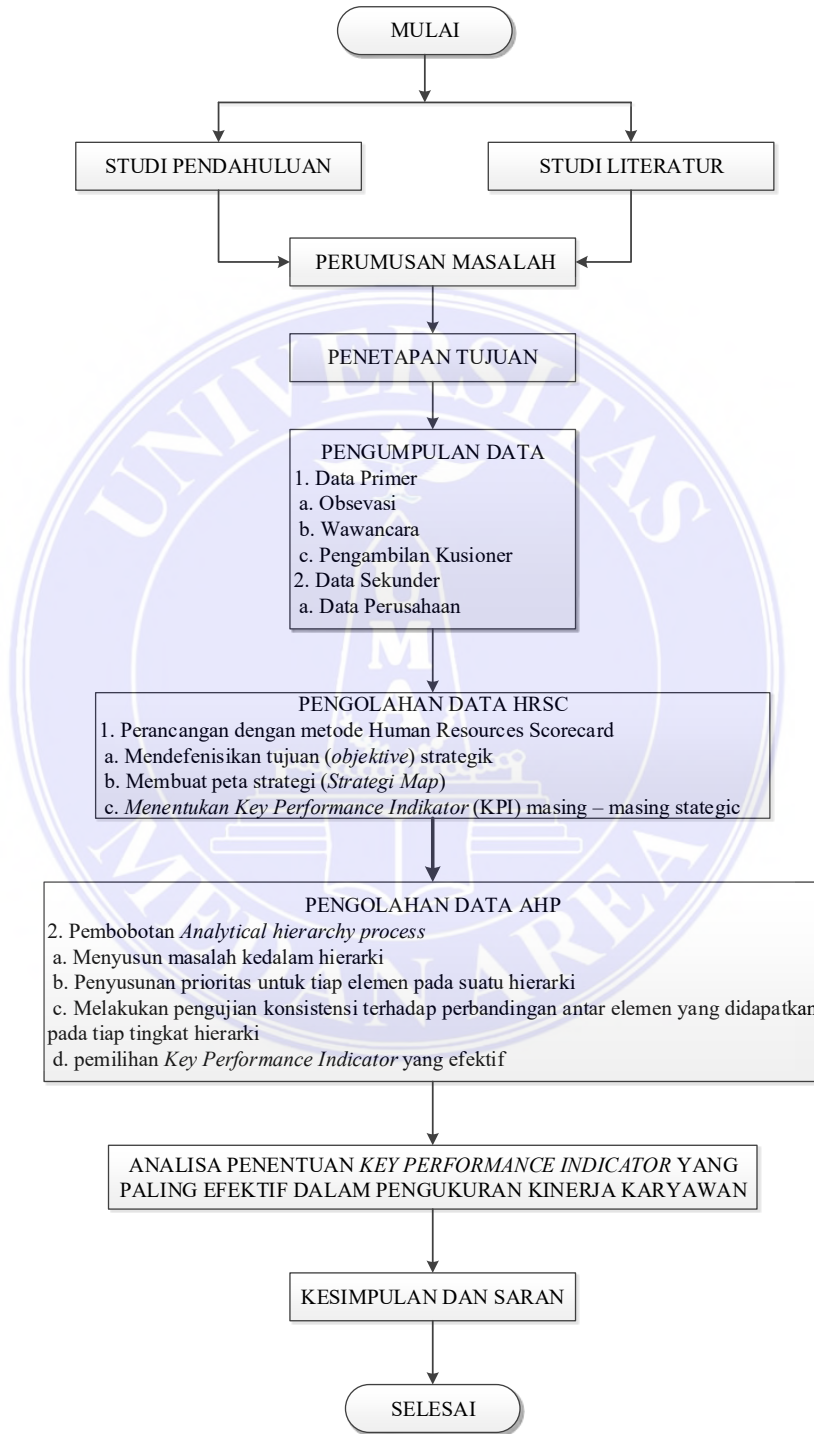 MULAI
STUDI PENDAHULUAN
STUDI LITERATUR
PERUMUSAN MASALAH
PENETAPAN TUJUAN
PENGUMPULAN DATA
1. Data Primer
a. Obsevasi
b. Wawancara
c. Pengambilan Kusioner
2. Data Sekunder
a. Data Perusahaan
PENGOLAHAN DATA HRSC
1. Perancangan dengan metode Human Resources Scorecard
a. Mendefenisikan tujuan (objektive) strategik
b. Membuat peta strategi (Strategi Map)
c. Menentukan Key Performance Indikator (KPI) masing – masing stategic
PENGOLAHAN DATA AHP
2. Pembobotan Analytical hierarchy process
a. Menyusun masalah kedalam hierarki
b. Penyusunan prioritas untuk tiap elemen pada suatu hierarki
c. Melakukan pengujian konsistensi terhadap perbandingan antar elemen yang didapatkan
pada tiap tingkat hierarki
d. pemilihan Key Performance Indicator yang efektif
ANALISA PENENTUAN KEY PERFORMANCE INDICATOR YANG
PALING EFEKTIF DALAM PENGUKURAN KINERJA KARYAWAN
KESIMPULAN DAN SARAN
SELESAI
UNIVERSITAS
UMA
MEDAN AREA